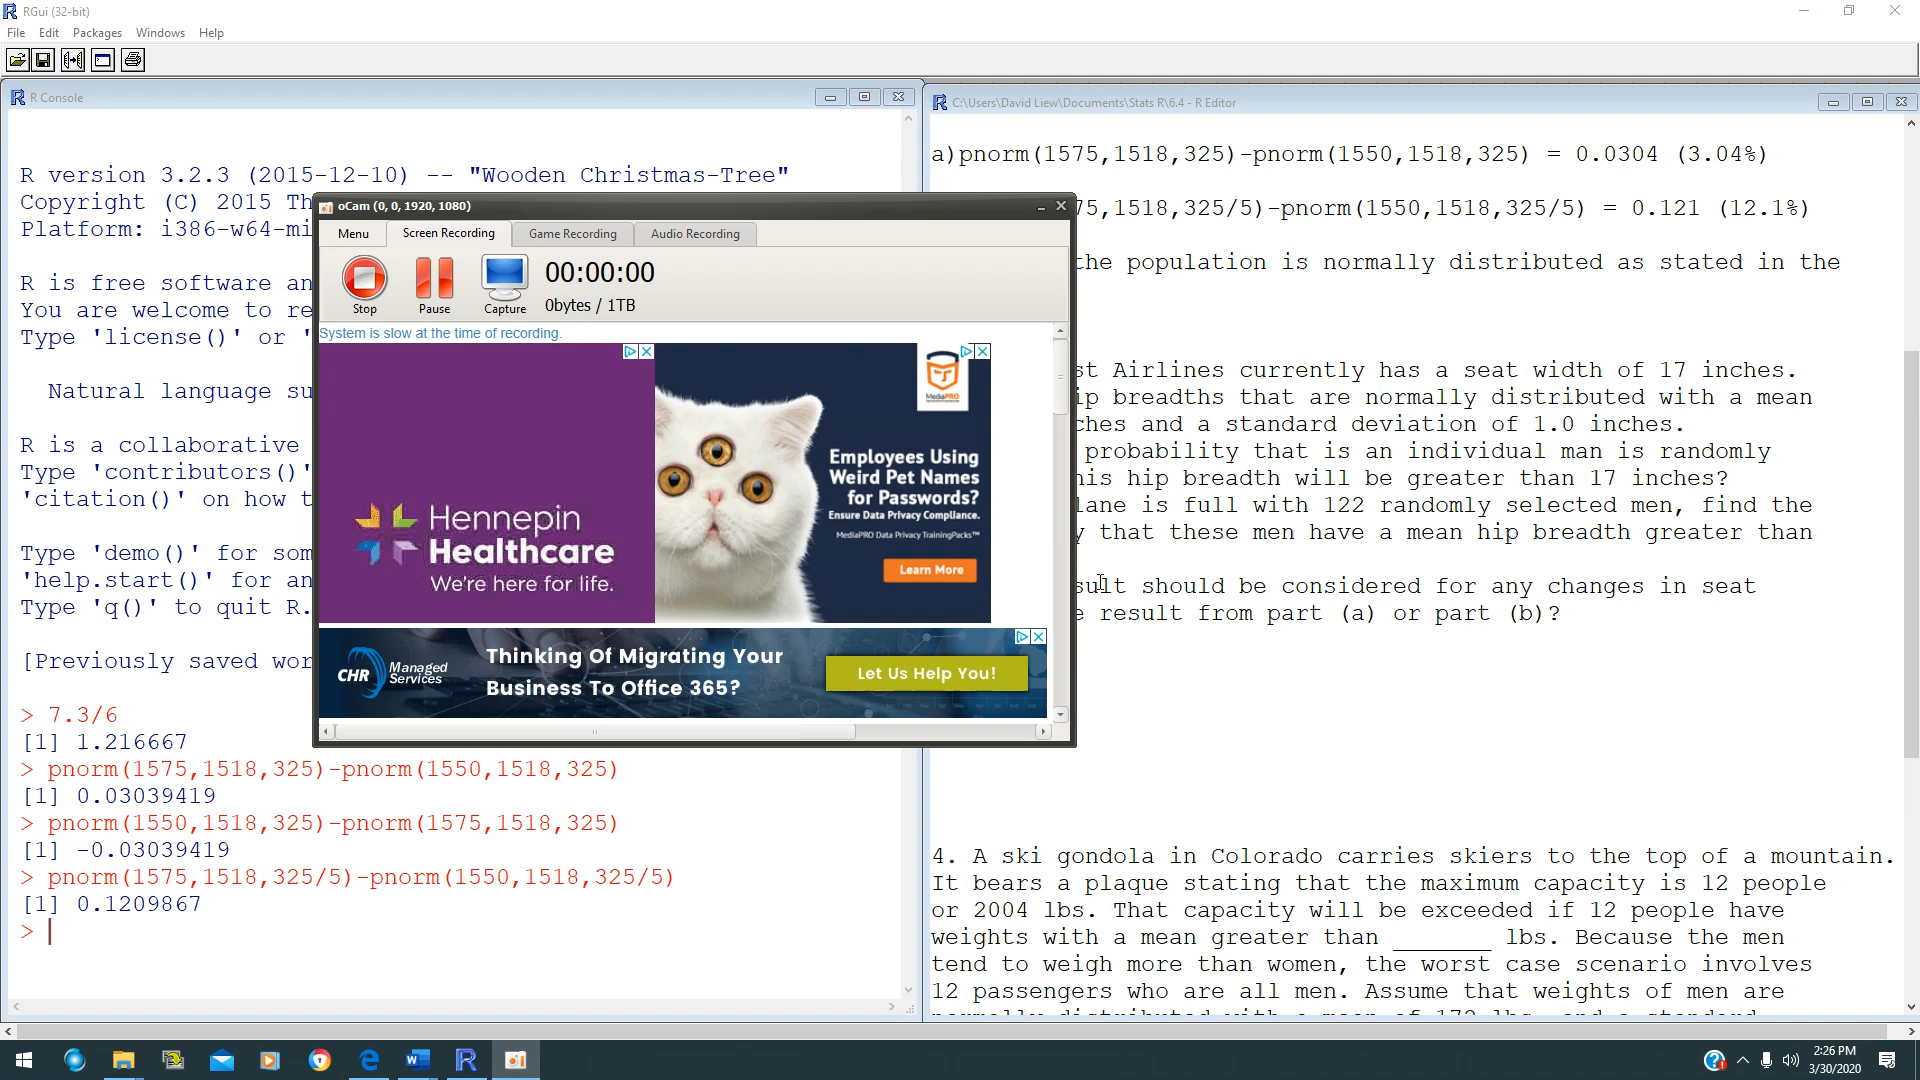 RGui (32-bit)
File Edit Packages Windows Help
R Console
R version 3.2.3 (2015-12-10) -- "Wooden Christmas-Tree"
Copyright (C) 2015 Th
Platform: i386-w64-mi
R is free software an
You are welcome to re
Type 'license()' or '
Natural language su
R is a collaborative
Type 'contributors()'
'citation()' on how t
Type 'demo()' for som
'help.start()' for an
Type 'q()' to quit R.
[Previously saved wor
> 7.3/6
[1] 1.216667
> pnorm(1575,1518,325)-pnorm(1550,1518,325)
[1] 0.03039419
> pnorm(1550,1518,325)-pnorm(1575,1518,325)
[1] -0.03039419
> pnorm(1575,1518,325/5)-pnorm(1550,1518,325/5)
[1] 0.1209867
>
oCam (0, 0, 1920, 1080)
Menu Screen Recording Game Recording Audio Recording
Stop Pause Capture
00:00:00
0bytes / 1TB
System is slow at the time of recording.
Hennepin
Healthcare
We're here for life.
MediaPRO
Employees Using
Weird Pet Names
for Passwords?
Ensure Data Privacy Compliance.
MediaPRO Data Privacy TrainingPacks™
Learn More
CHR Managed Services
Thinking Of Migrating Your
Business To Office 365?
Let Us Help You!
C:\Users\David Liew\Documents\Stats R\6.4 - R Editor
a)pnorm(1575,1518,325)-pnorm(1550,1518,325) = 0.0304 (3.04%)
75,1518,325/5)-pnorm(1550,1518,325/5) = 0.121 (12.1%)
the population is normally distributed as stated in the
st Airlines currently has a seat width of 17 inches.
ip breadths that are normally distributed with a mean
ches and a standard deviation of 1.0 inches.
probability that is an individual man is randomly
his hip breadth will be greater than 17 inches?
lane is full with 122 randomly selected men, find the
y that these men have a mean hip breadth greater than
sult should be considered for any changes in seat
e result from part (a) or part (b)?
4. A ski gondola in Colorado carries skiers to the top of a mountain.
It bears a plaque stating that the maximum capacity is 12 people
or 2004 lbs. That capacity will be exceeded if 12 people have
weights with a mean greater than _______ lbs. Because the men
tend to weigh more than women, the worst case scenario involves
12 passengers who are all men. Assume that weights of men are
2:26 PM
3/30/2020